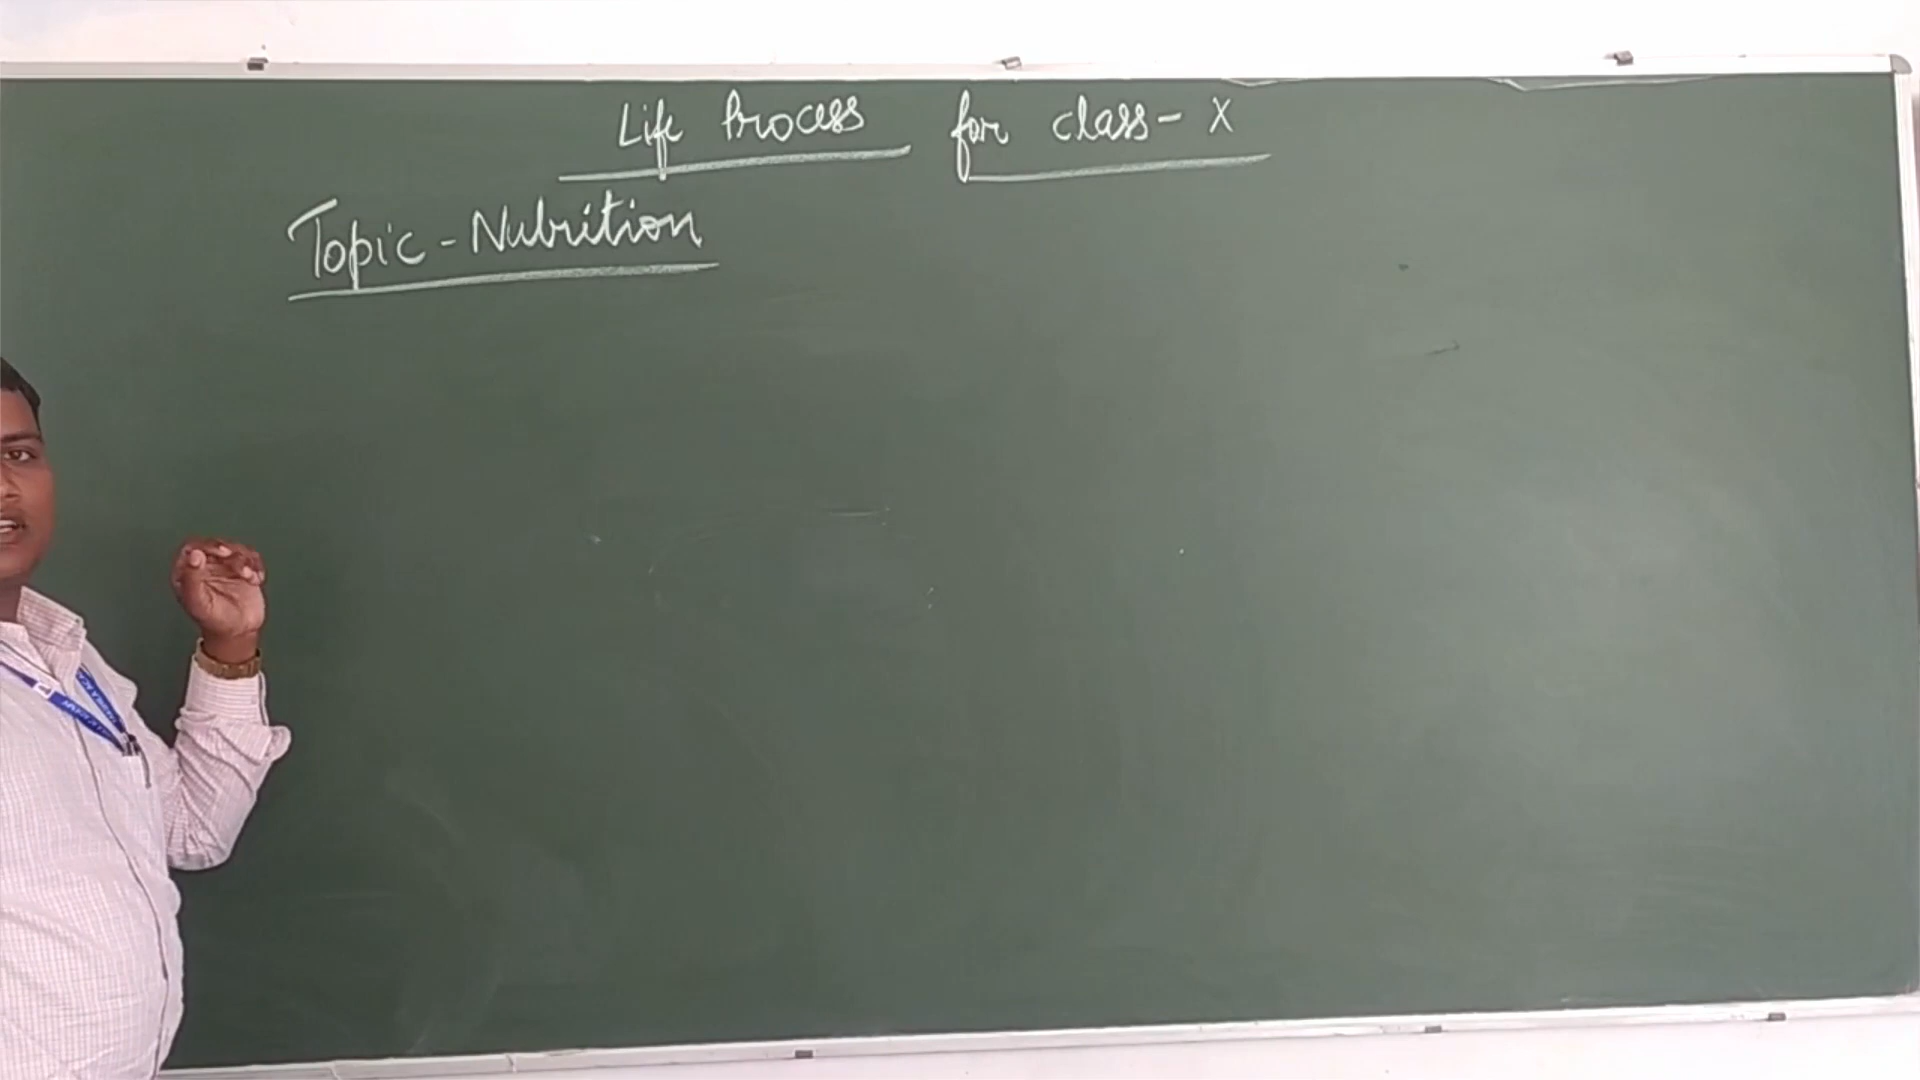 Life Process for class - X
Topic - Nutrition